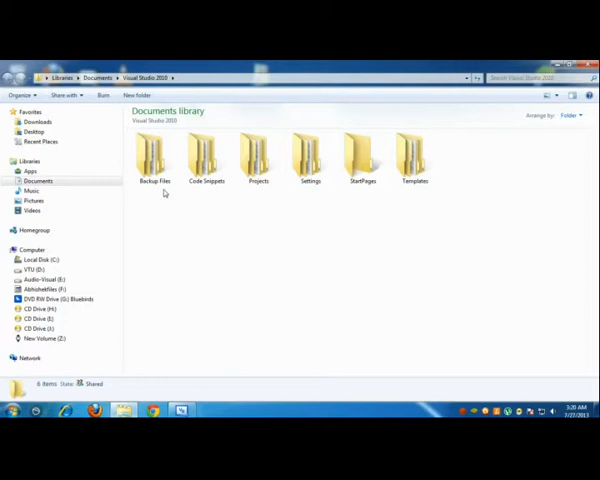 Libraries ▸ Documents ▸ Visual Studio 2010 ▸
Search Visual Studio 2010
Organize Share with Burn New folder
Favorites
Downloads
Desktop
Recent Places
Libraries
Apps
Documents
Music
Pictures
Videos
Homegroup
Computer
Local Disk (C:)
VTU (D:)
Audio-Visual (E:)
Abhishekfiles (F:)
DVD RW Drive (G:) Bluebirds
CD Drive (H:)
CD Drive (I:)
CD Drive (J:)
New Volume (Z:)
Network
Documents library
Visual Studio 2010
Arrange by: Folder
Backup Files
Code Snippets
Projects
Settings
StartPages
Templates
6 items State: Shared
3:20 AM
7/27/2013